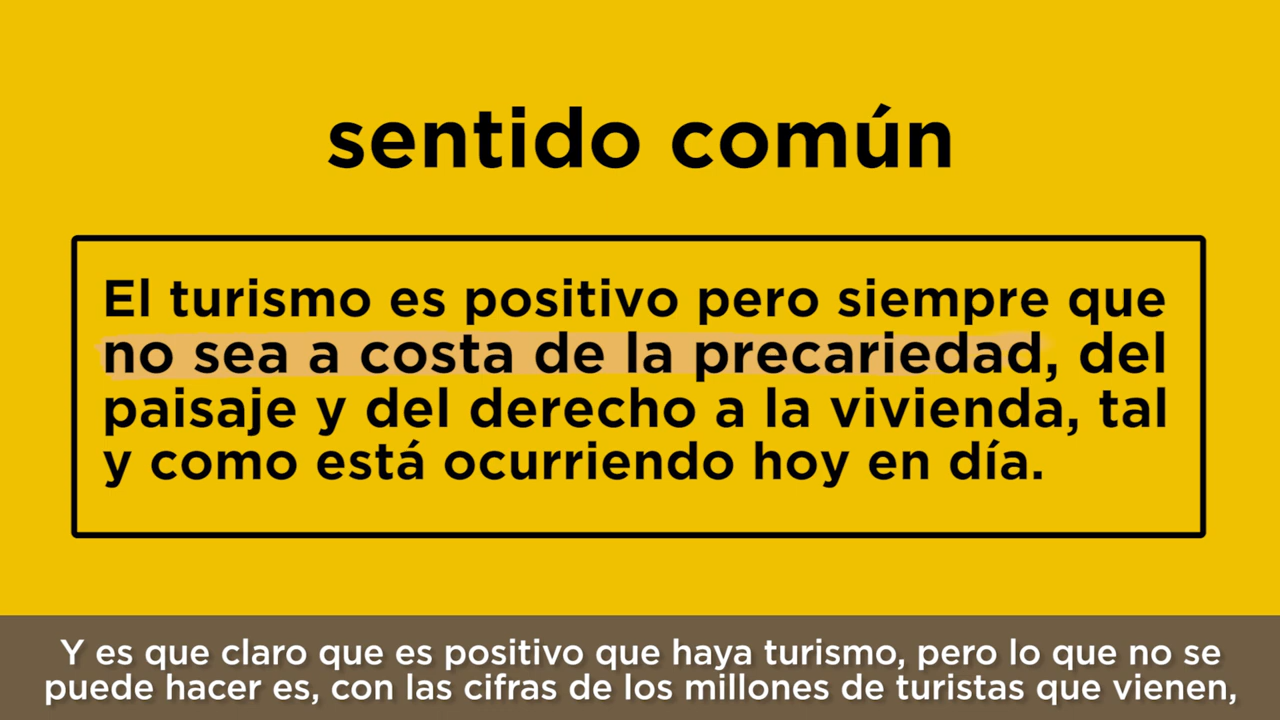 sentido común
El turismo es positivo pero siempre que
no sea a costa de la precariedad, del
paisaje y del derecho a la vivienda, tal
y como está ocurriendo hoy en día.
Y es que claro que es positivo que haya turismo, pero lo que no se
puede hacer es, con las cifras de los millones de turistas que vienen,